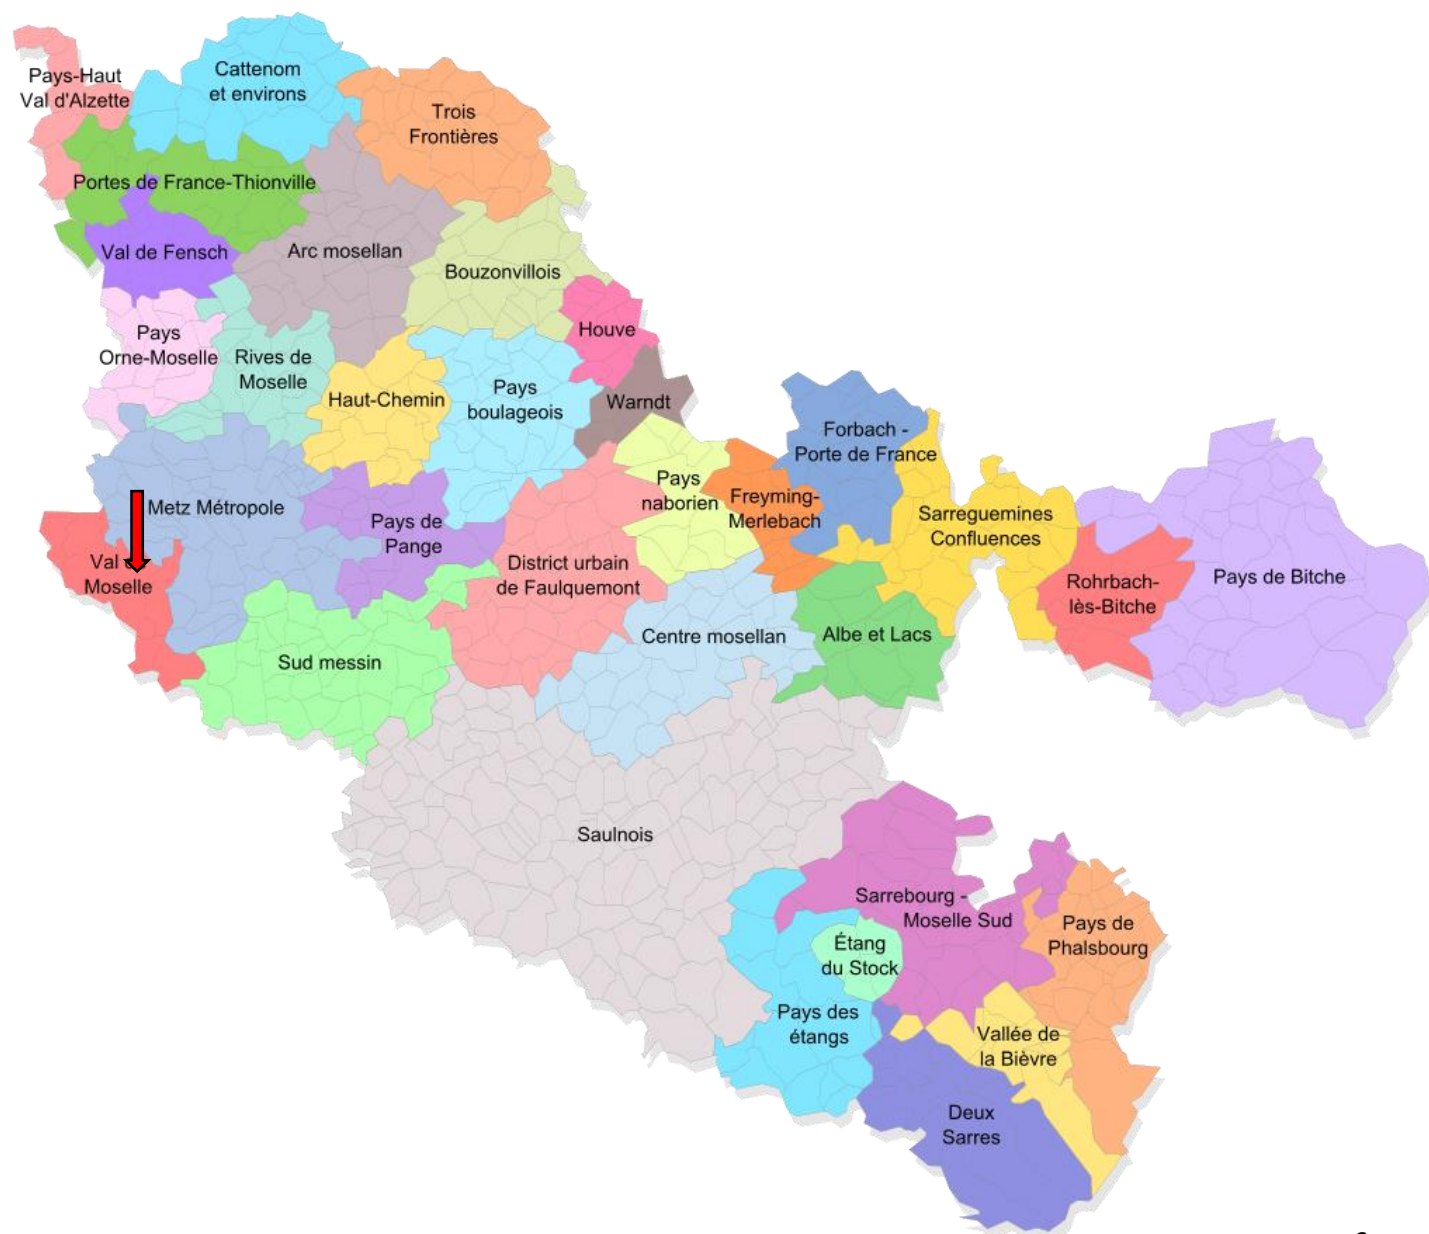 Pays-Haut
Val d'Alzette
Cattenom
et environs
Trois
Frontières
Portes de France-Thionville
Val de Fensch
Arc mosellan
Bouzonvillois
Houve
Pays
Orne-Moselle
Rives de
Moselle
Haut-Chemin
Pays
boulageois
Warndt
Forbach -
Porte de France
Pays
naborien
Freyming-
Merlebach
Metz Métropole
Pays de
Pange
Sarreguemines
Confluences
Val
Moselle
District urbain
de Faulquemont
Rohrbach-
lès-Bitche
Pays de Bitche
Centre mosellan
Albe et Lacs
Sud messin
Saulnois
Sarrebourg -
Moselle Sud
Pays de
Phalsbourg
Étang
du Stock
Pays des
étangs
Vallée de
la Bièvre
Deux
Sarres